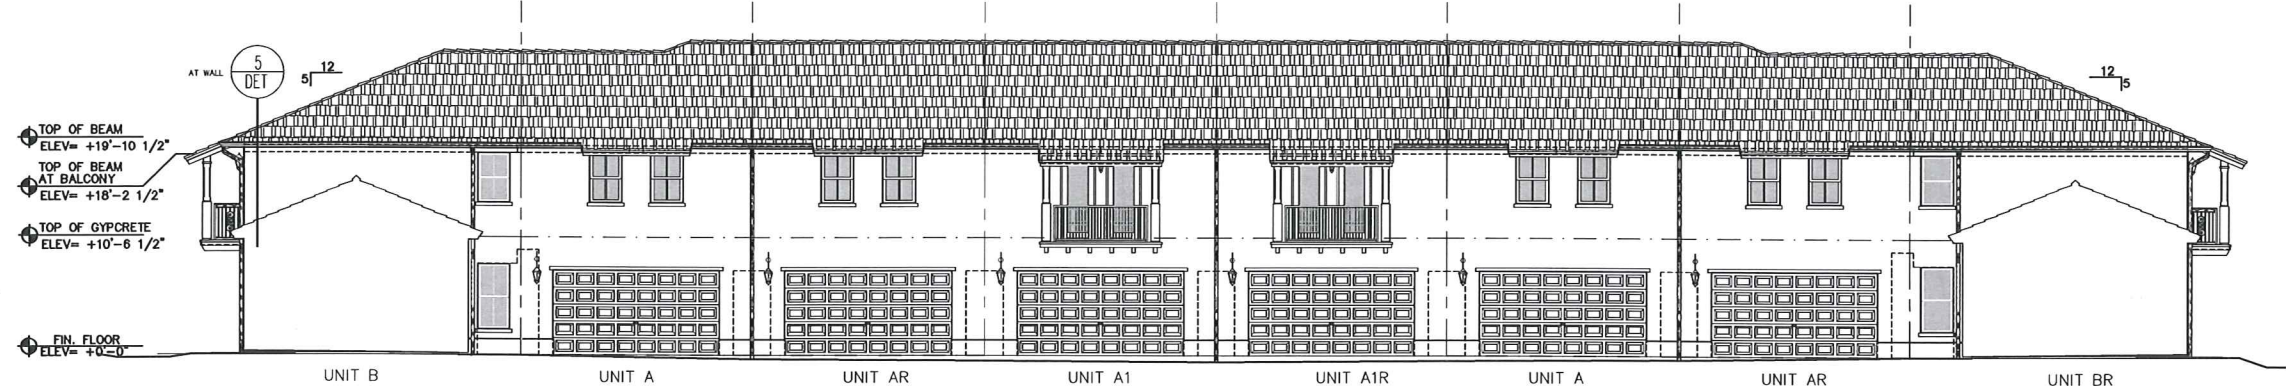 AT WALL
5
DET
5
12
12
5
TOP OF BEAM
ELEV= +19'-10 1/2"
TOP OF BEAM
AT BALCONY
ELEV= +18'-2 1/2"
TOP OF GYPCRETE
ELEV= +10'-6 1/2"
FIN. FLOOR
ELEV= +0'-0"
UNIT B
UNIT A
UNIT AR
UNIT A1
UNIT A1R
UNIT A
UNIT AR
UNIT BR